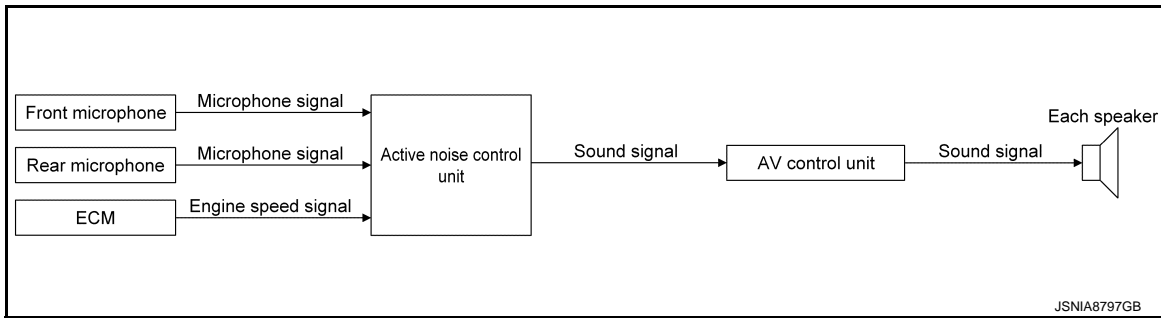 Front microphone
Microphone signal
Rear microphone
Microphone signal
ECM
Engine speed signal
Active noise control
unit
Sound signal
AV control unit
Sound signal
Each speaker
JSNIA8797GB